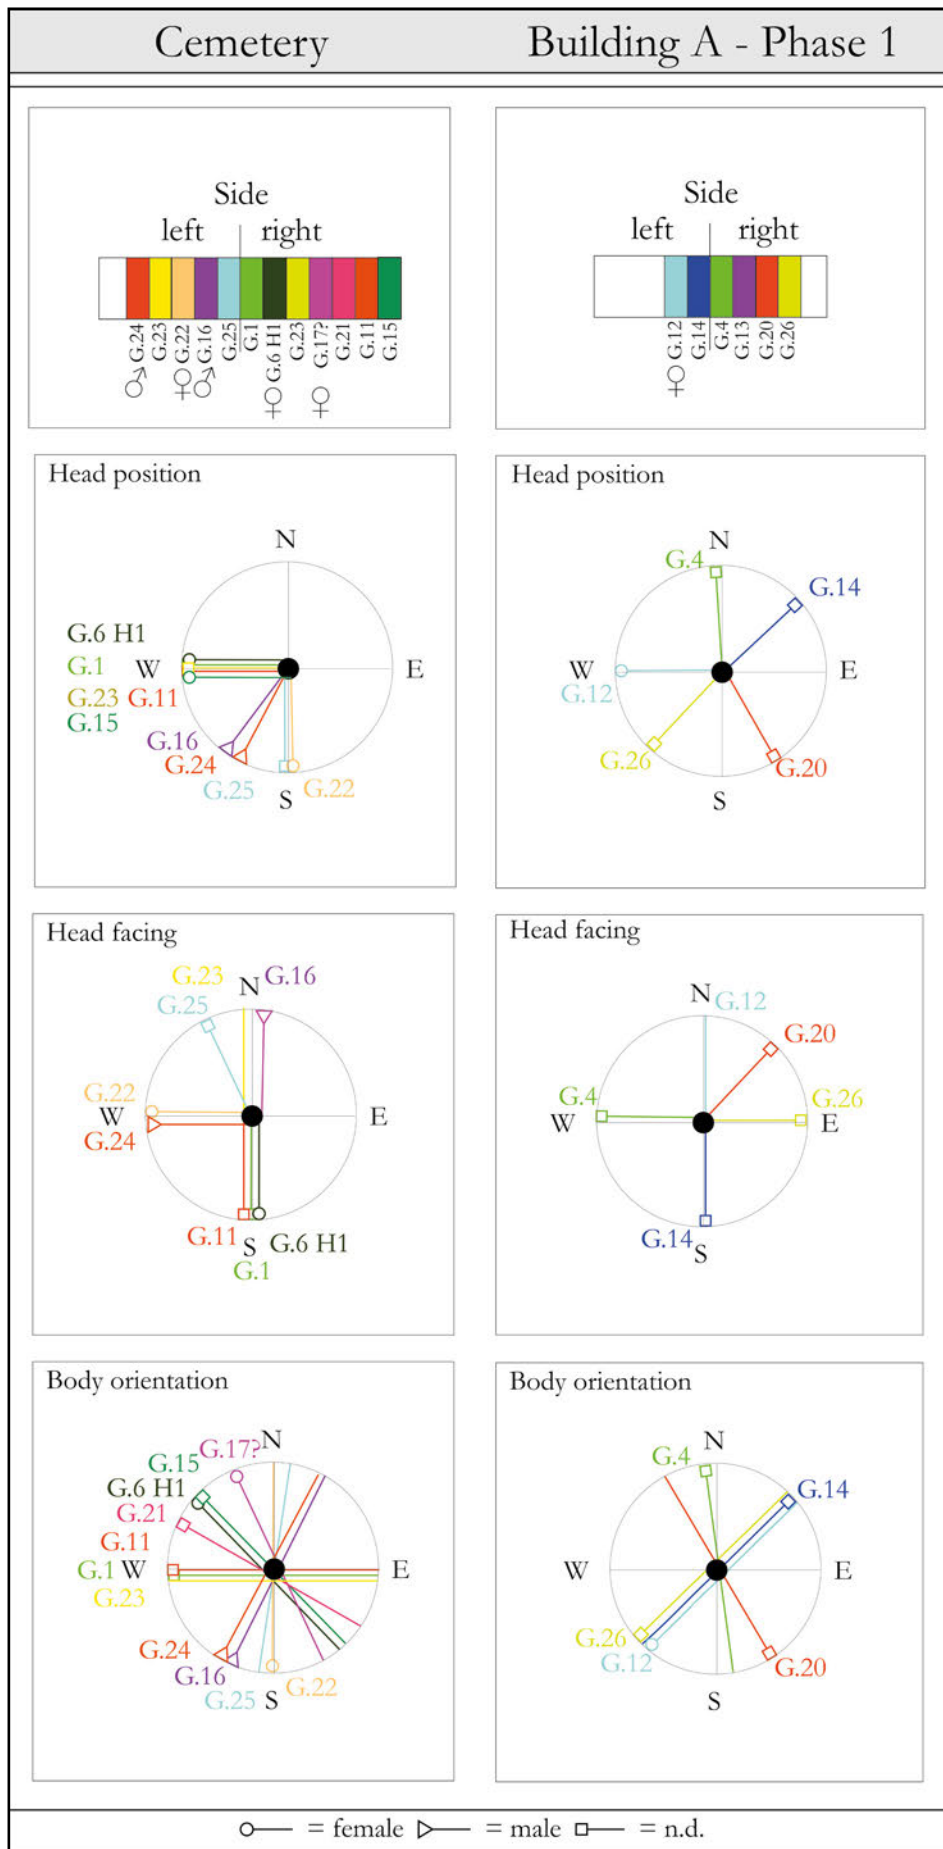 Cemetery
Building A - Phase 1
Side
left right
G.24
G.23
G.22
G.16
G.25
G.1
G.6 H1
G.23
G.17?
G.21
G.11
G.15
♂ ♀ ♂ ♀ ♀
Side
left right
G.12
G.14
G.4
G.13
G.20
G.26
♀
Head position
N
G.6 H1
G.1 W E
G.23 G.11
G.15
G.16
G.24
G.25 G.22
S
Head position
N
G.4
G.14
W E
G.12
G.26 G.20
S
Head facing
G.23 N G.16
G.25
G.22
W E
G.24
G.11 S G.6 H1
G.1
Head facing
N G.12
G.20
G.4 G.26
W E
G.14 S
Body orientation
G.17? N
G.15
G.6 H1
G.21
G.11
G.1 W E
G.23
G.24
G.16 G.22
G.25 S
Body orientation
N
G.4
G.14
W E
G.26
G.12 G.20
S
= female = male = n.d.